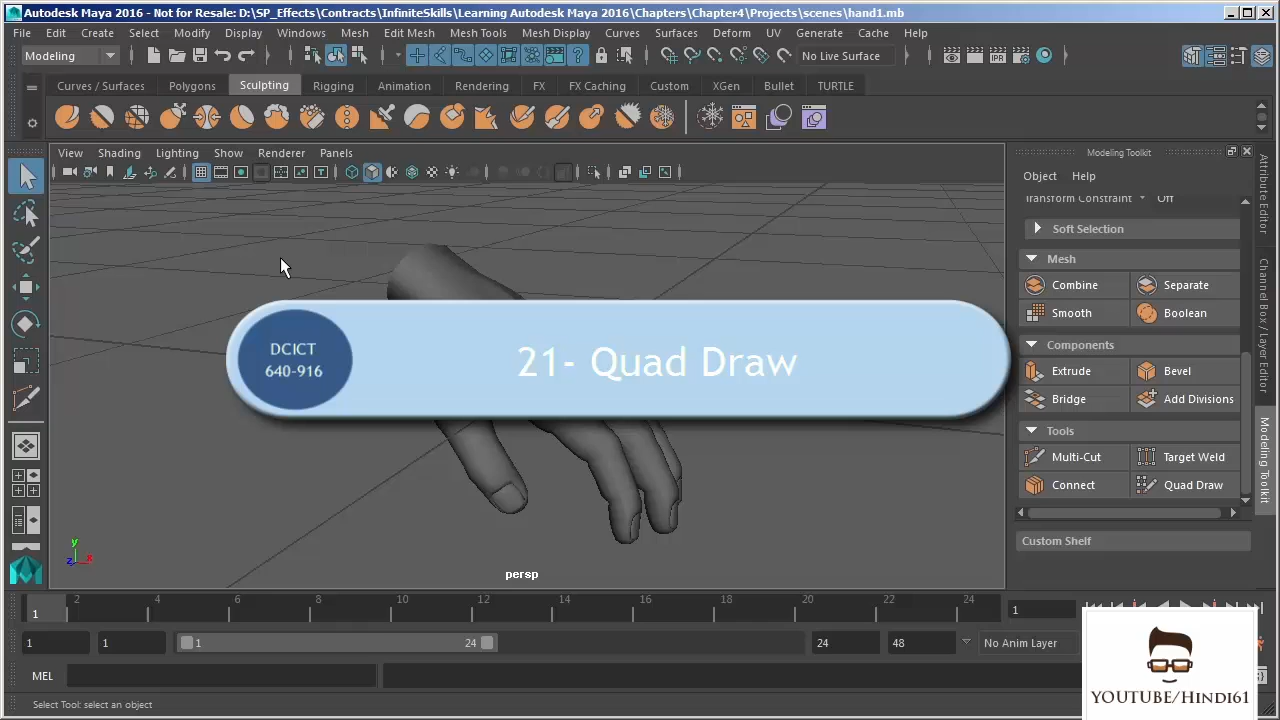 Autodesk Maya 2016 - Not for Resale: D:\SP_Effects\Contracts\InfiniteSkills\Learning Autodesk Maya 2016\Chapters\Chapter4\Projects\scenes\hand1.mb
File Edit Create Select Modify Display Windows Mesh Edit Mesh Mesh Tools Mesh Display Curves Surfaces Deform UV Generate Cache Help
Modeling No Live Surface
Curves / Surfaces Polygons Sculpting Rigging Animation Rendering FX FX Caching Custom XGen Bullet TURTLE
View Shading Lighting Show Renderer Panels
Modeling Toolkit
Object Help
Transform Constraint Off
Soft Selection
Mesh
Combine Separate
Smooth Boolean
Components
Extrude Bevel
Bridge Add Divisions
Tools
Multi-Cut Target Weld
Connect Quad Draw
Custom Shelf
Attribute Editor
Channel Box / Layer Editor
Modeling Toolkit
DCICT
640-916
21- Quad Draw
y
z x
persp
1 2 4 6 8 10 12 14 16 18 20 22 24 1
1 1 1 24 24 48 No Anim Layer
MEL
Select Tool: select an object
YOUTUBE/HINDI61